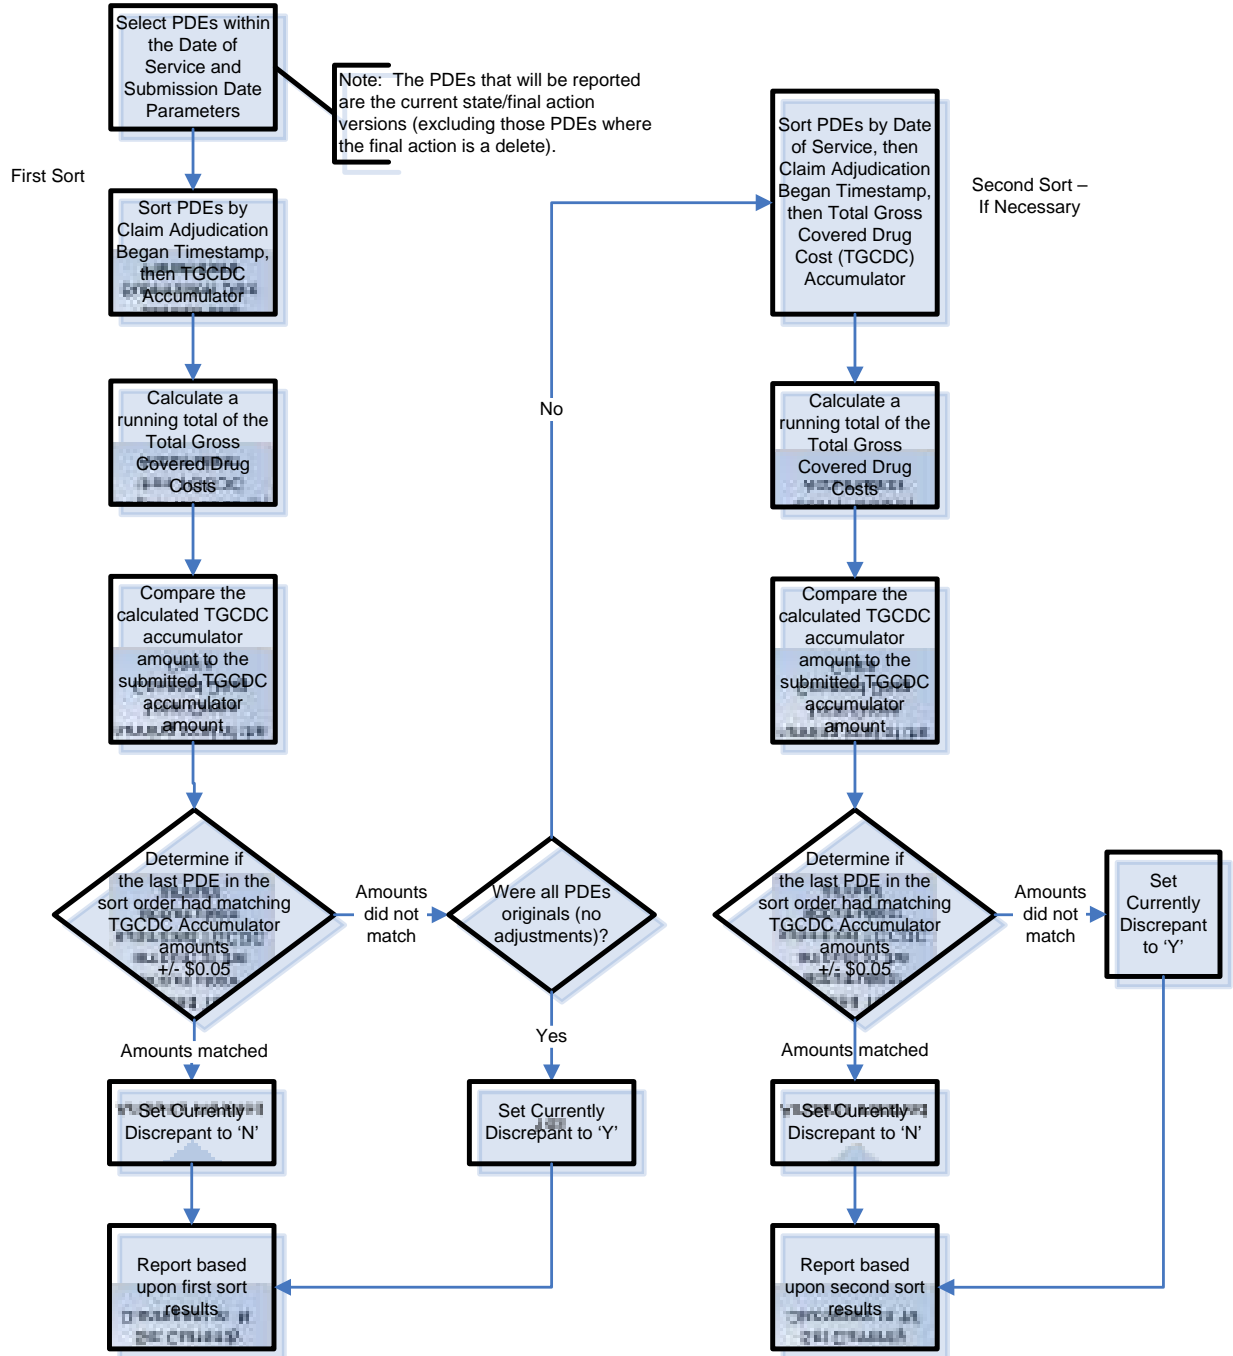 Select PDEs within
the Date of
Service and
Submission Date
Parameters
Note:  The PDEs that will be reported
are the current state/final action
versions (excluding those PDEs where
the final action is a delete).
First Sort
Sort PDEs by
Claim Adjudication
Began Timestamp,
then TGCDC
Accumulator
Calculate a
running total of the
Total Gross
Covered Drug
Costs
Compare the
calculated TGCDC
accumulator
amount to the
submitted TGCDC
accumulator
amount
Determine if
the last PDE in the
sort order had matching
TGCDC Accumulator
amounts
+/- $0.05
Amounts
did not
match
Were all PDEs
originals (no
adjustments)?
No
Yes
Amounts matched
Set Currently
Discrepant to ‘N’
Set Currently
Discrepant to ‘Y’
Report based
upon first sort
results
Sort PDEs by Date
of Service, then
Claim Adjudication
Began Timestamp,
then Total Gross
Covered Drug
Cost (TGCDC)
Accumulator
Second Sort –
If Necessary
Calculate a
running total of the
Total Gross
Covered Drug
Costs
Compare the
calculated TGCDC
accumulator
amount to the
submitted TGCDC
accumulator
amount
Determine if
the last PDE in the
sort order had matching
TGCDC Accumulator
amounts
+/- $0.05
Amounts
did not
match
Set
Currently
Discrepant
to ‘Y’
Amounts matched
Set Currently
Discrepant to ‘N’
Report based
upon second sort
results